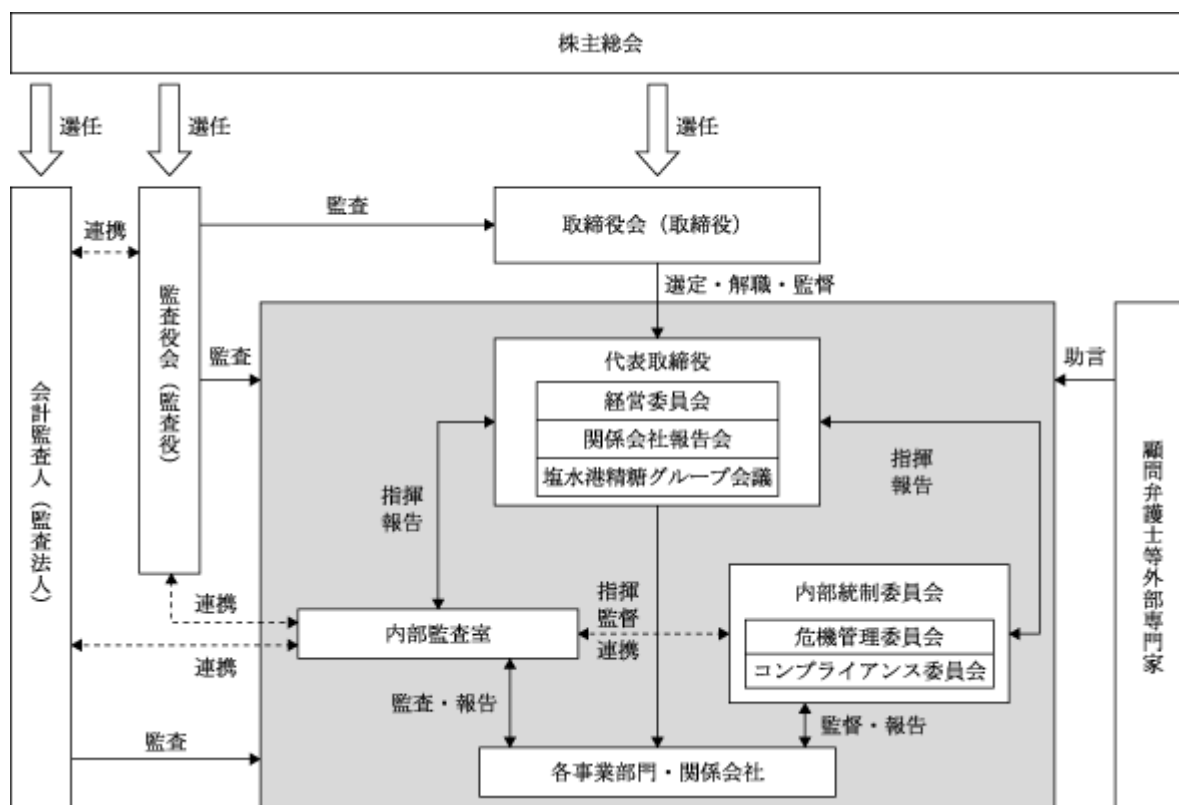 株主総会
選任
選任
選任
監査
取締役会（取締役）
連携
選定・解職・監督
監査役会（監査役）
監査
代表取締役
助言
経営委員会
関係会社報告会
塩水港精糖グループ会議
会計監査人（監査法人）
指揮
報告
指揮
報告
顧問弁護士等外部専門家
連携
指揮
監督
連携
内部統制委員会
内部監査室
危機管理委員会
コンプライアンス委員会
連携
監査・報告
監督・報告
監査
各事業部門・関係会社